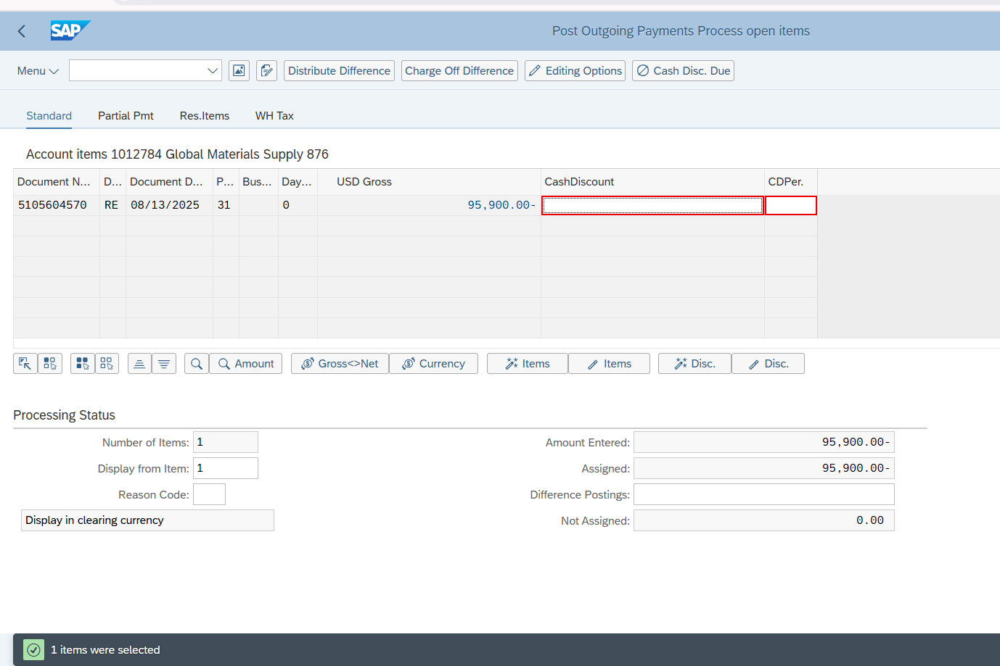 SAP
Post Outgoing Payments Process open items
Menu
Distribute Difference
Charge Off Difference
Editing Options
Cash Disc. Due
Standard
Partial Pmt
Res.Items
WH Tax
Account items 1012784 Global Materials Supply 876
Document N... D... Document D... P... Bus... Day... USD Gross CashDiscount CDPer.
5105604570 RE 08/13/2025 31 0 95,900.00-
Amount
Gross<>Net
Currency
Items
Items
Disc.
Disc.
Processing Status
Number of Items: 1
Amount Entered: 95,900.00-
Display from Item: 1
Assigned: 95,900.00-
Reason Code:
Difference Postings:
Display in clearing currency
Not Assigned: 0.00
1 items were selected